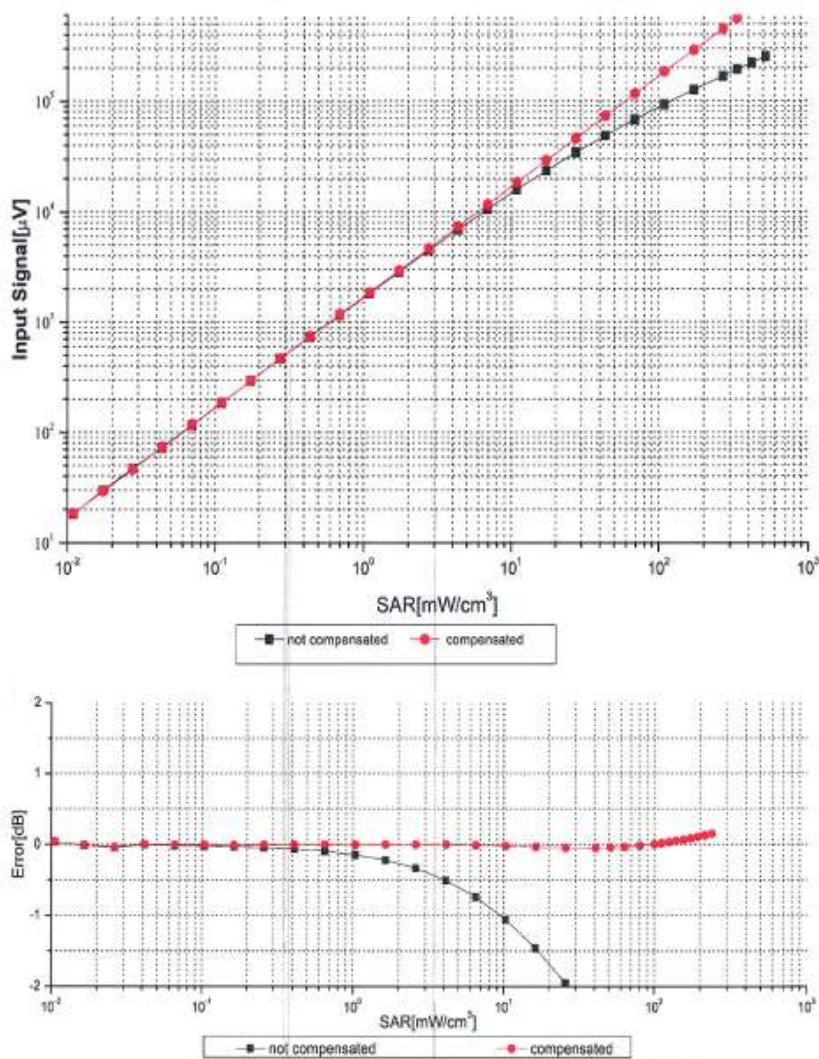 Input Signal[µV]
10⁵
10⁴
10³
10²
10¹
10⁻² 10⁻¹ 10⁰ 10¹ 10² 10³
SAR[mW/cm³]
not compensated compensated
Error[dB]
2
1
0
-1
-2
10⁻³ 10⁻¹ 10⁰ 10¹ 10² 10³
SAR[mW/cm³]
not compensated compensated